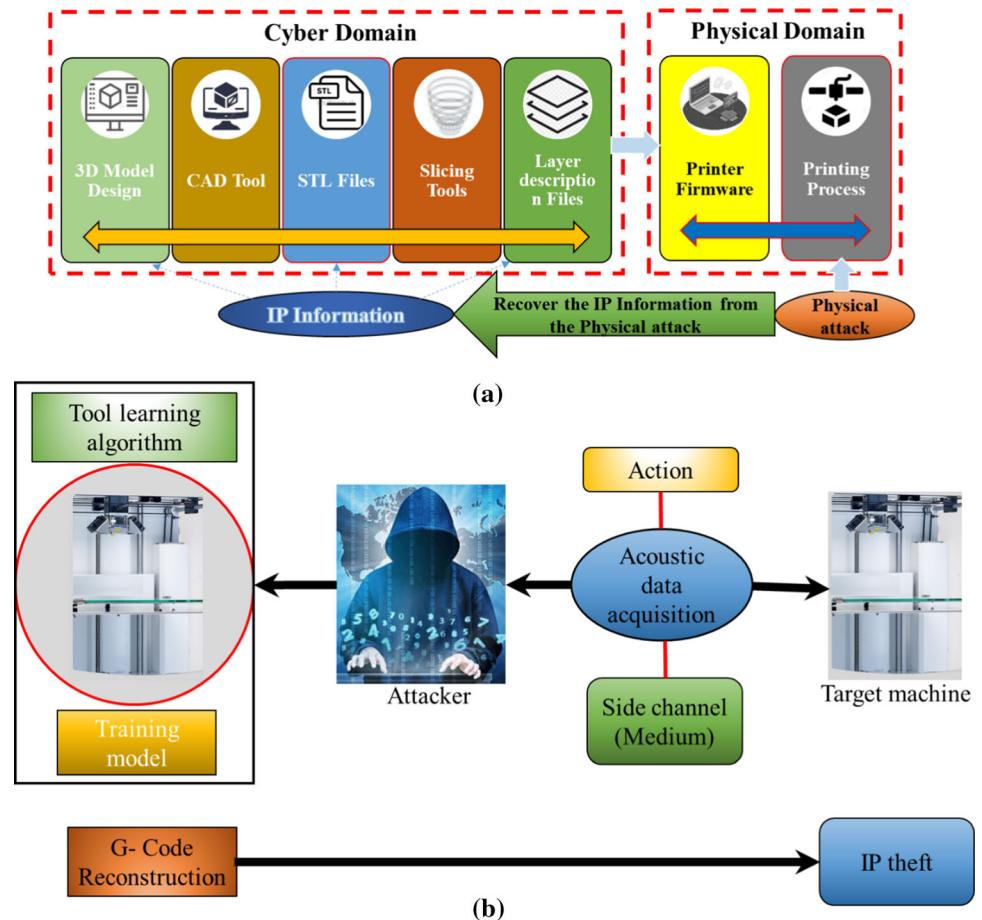 Cyber Domain
Physical Domain
STL
3D Model
Design
CAD Tool
STL Files
Slicing
Tools
Layer
descriptio
n Files
Printer
Firmware
Printing
Process
IP Information
Recover the IP Information from
the Physical attack
Physical
attack
(a)
Tool learning
algorithm
Training
model
Attacker
Action
Acoustic
data
acquisition
Side channel
(Medium)
Target machine
G- Code
Reconstruction
IP theft
(b)